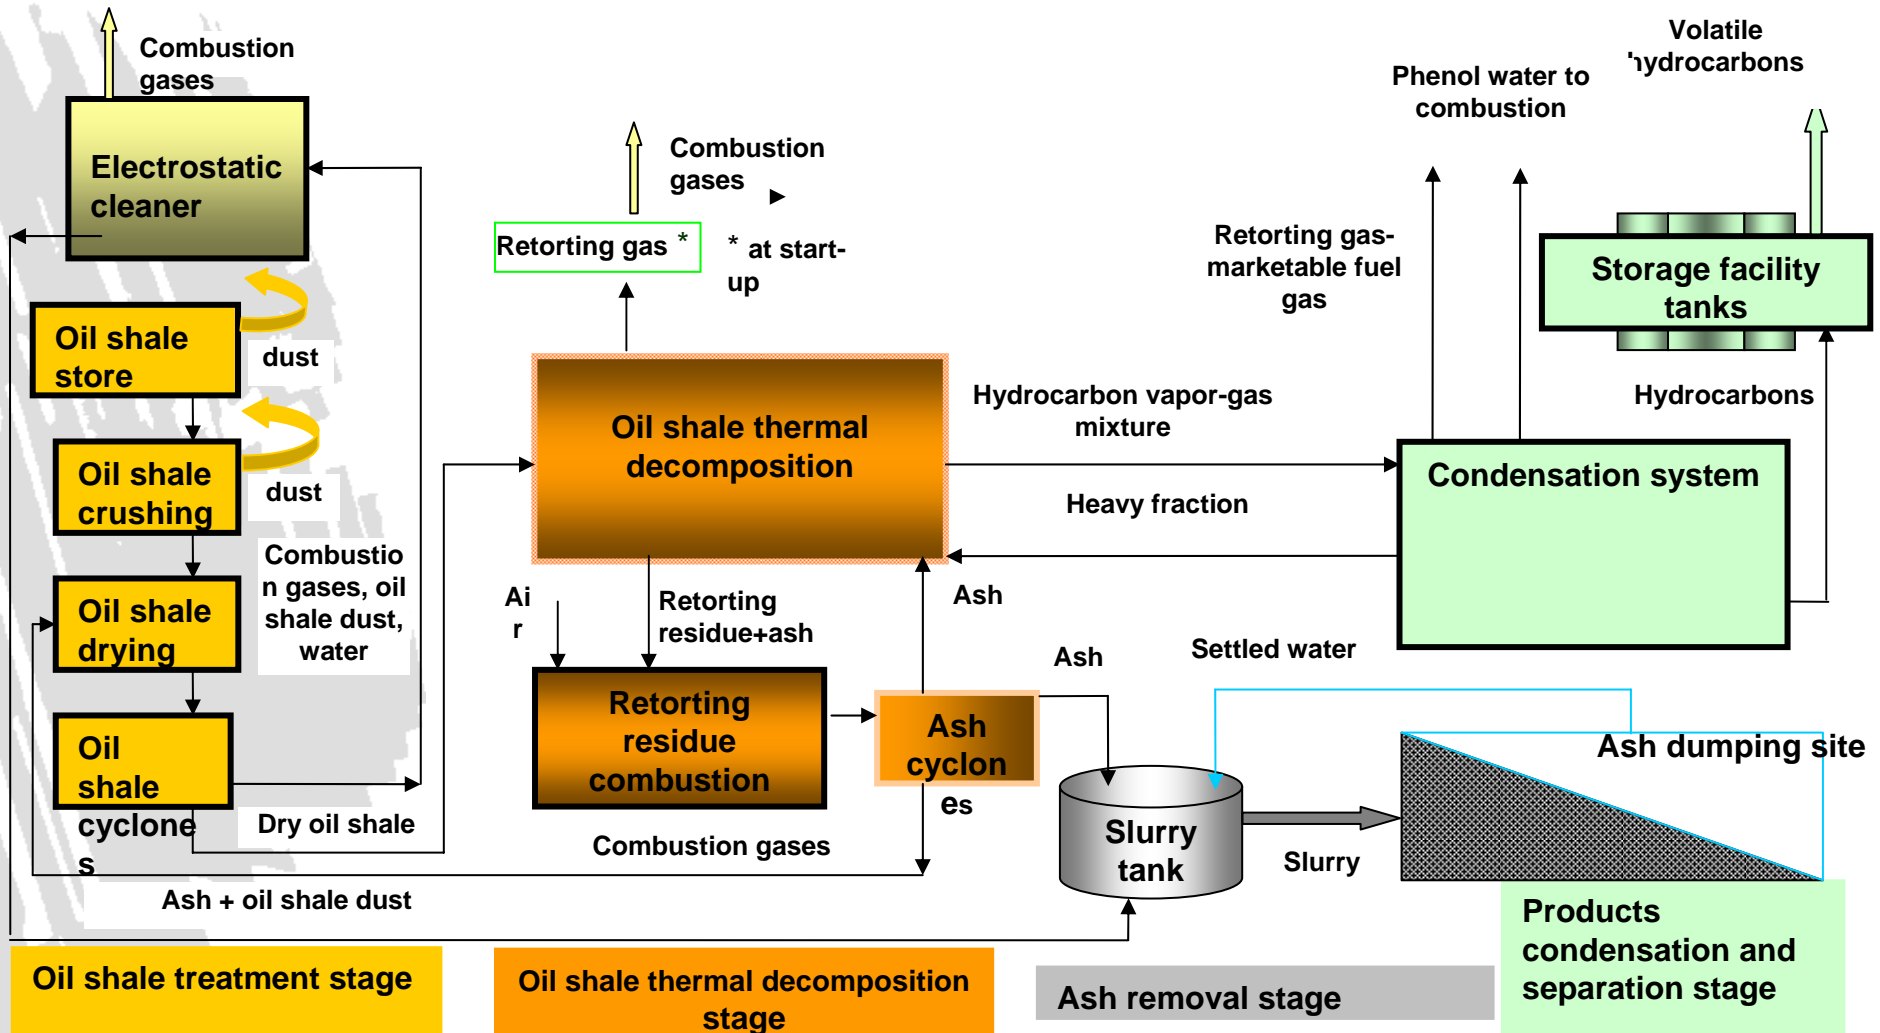 Combustion
gases
Electrostatic
cleaner
Oil shale
store
dust
Oil shale
crushing
dust
Combustio
n gases, oil
shale dust,
water
Oil shale
drying
Oil
shale
cyclone
s
Dry oil shale
Ash + oil shale dust
Combustion
gases
Retorting gas *
* at start-
up
Oil shale thermal
decomposition
Hydrocarbon vapor-gas
mixture
Heavy fraction
Ai
r
Retorting
residue+ash
Ash
Retorting
residue
combustion
Ash
cyclon
es
Combustion gases
Ash
Settled water
Slurry
tank
Slurry
Ash dumping site
Phenol water to
combustion
Volatile
hydrocarbons
Retorting gas-
marketable fuel
gas
Storage facility
tanks
Hydrocarbons
Condensation system
Oil shale treatment stage
Oil shale thermal decomposition
stage
Ash removal stage
Products
condensation and
separation stage